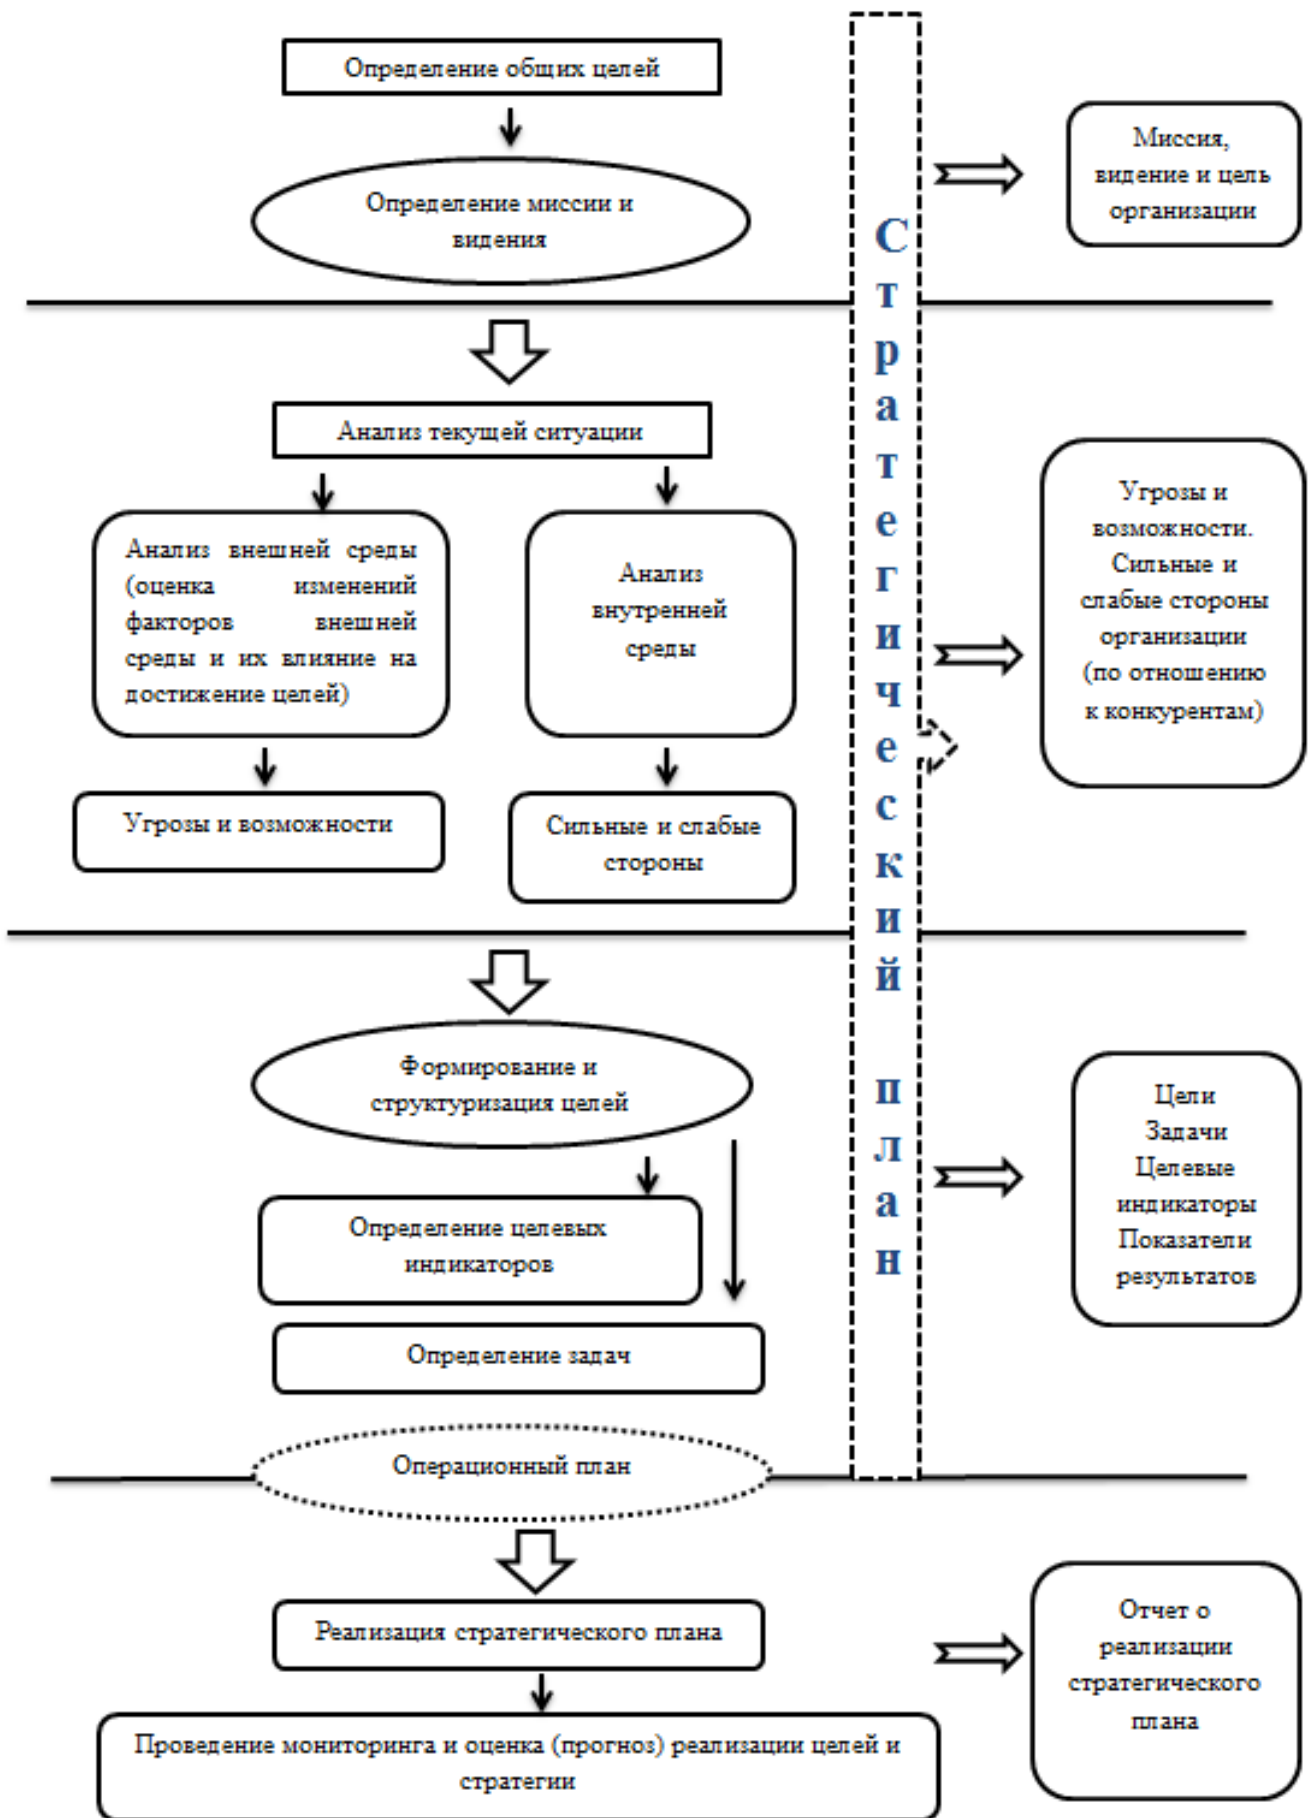 Определение общих целей
Определение миссии и
видения
Миссия,
видение и цель
организации
Стратегический план
Анализ текущей ситуации
Анализ внешней среды
(оценка изменений
факторов внешней
среды и их влияние на
достижение целей)
Анализ
внутренней
среды
Угрозы и возможности
Сильные и слабые
стороны
Угрозы и
возможности.
Сильные и
слабые стороны
организации
(по отношению
к конкурентам)
Формирование и
структуризация целей
Определение целевых
индикаторов
Определение задач
Цели
Задачи
Целевые
индикаторы
Показатели
результатов
Операционный план
Реализация стратегического плана
Проведение мониторинга и оценка (прогноз) реализации целей и
стратегии
Отчет о
реализации
стратегического
плана